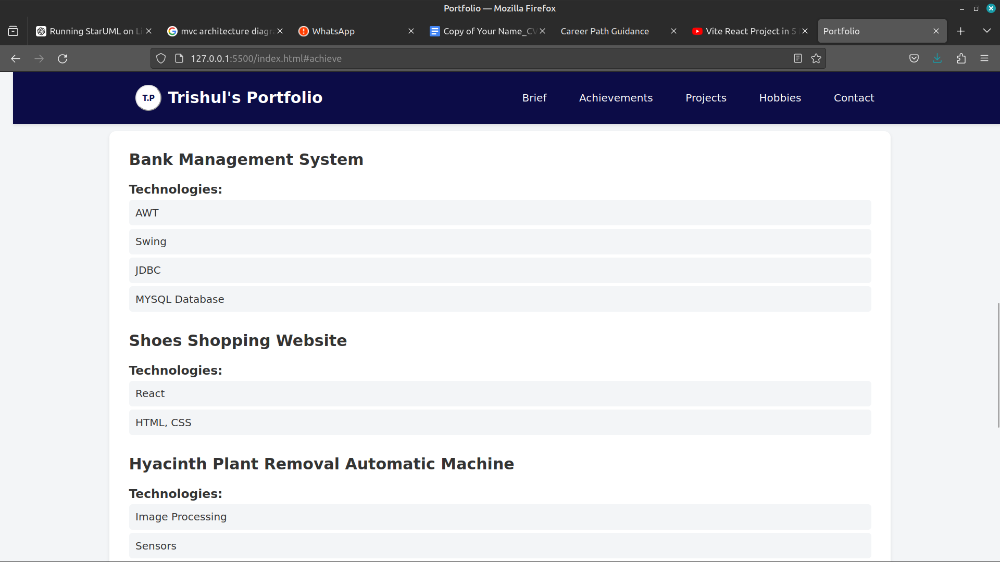 Portfolio — Mozilla Firefox
Running StarUML on Li
mvc architecture diagra
WhatsApp
Copy of Your Name_CV
Career Path Guidance
Vite React Project in 5
Portfolio
127.0.0.1:5500/index.html#achieve
T.P
Trishul's Portfolio
Brief
Achievements
Projects
Hobbies
Contact
Bank Management System
Technologies:
AWT
Swing
JDBC
MYSQL Database
Shoes Shopping Website
Technologies:
React
HTML, CSS
Hyacinth Plant Removal Automatic Machine
Technologies:
Image Processing
Sensors